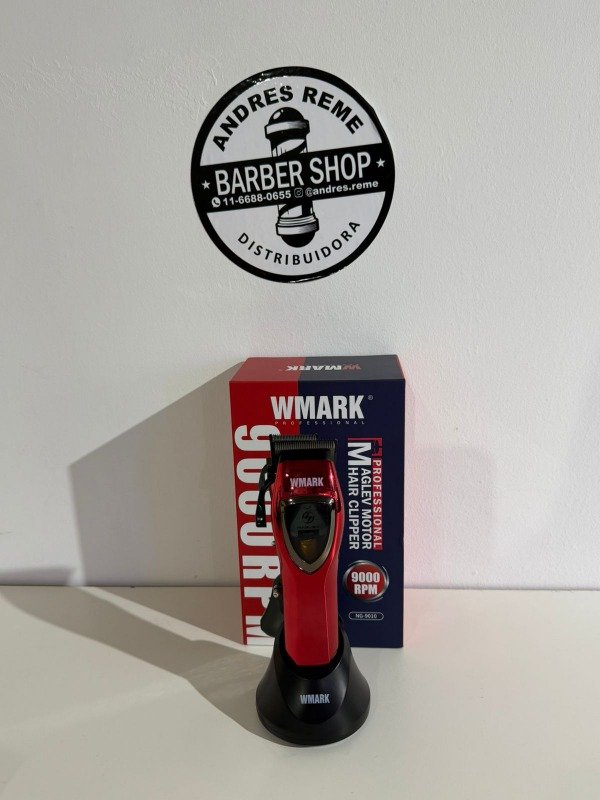 ANDRES REME
BARBER SHOP
11-6688-0655 @andres.reme
DISTRIBUIDORA
WMARK
WMARK®
PROFESSIONAL
9000RPM
PROFESSIONAL
MAGLEV MOTOR
HAIR CLIPPER
9000
RPM
NG-9010
WMARK
WMARK